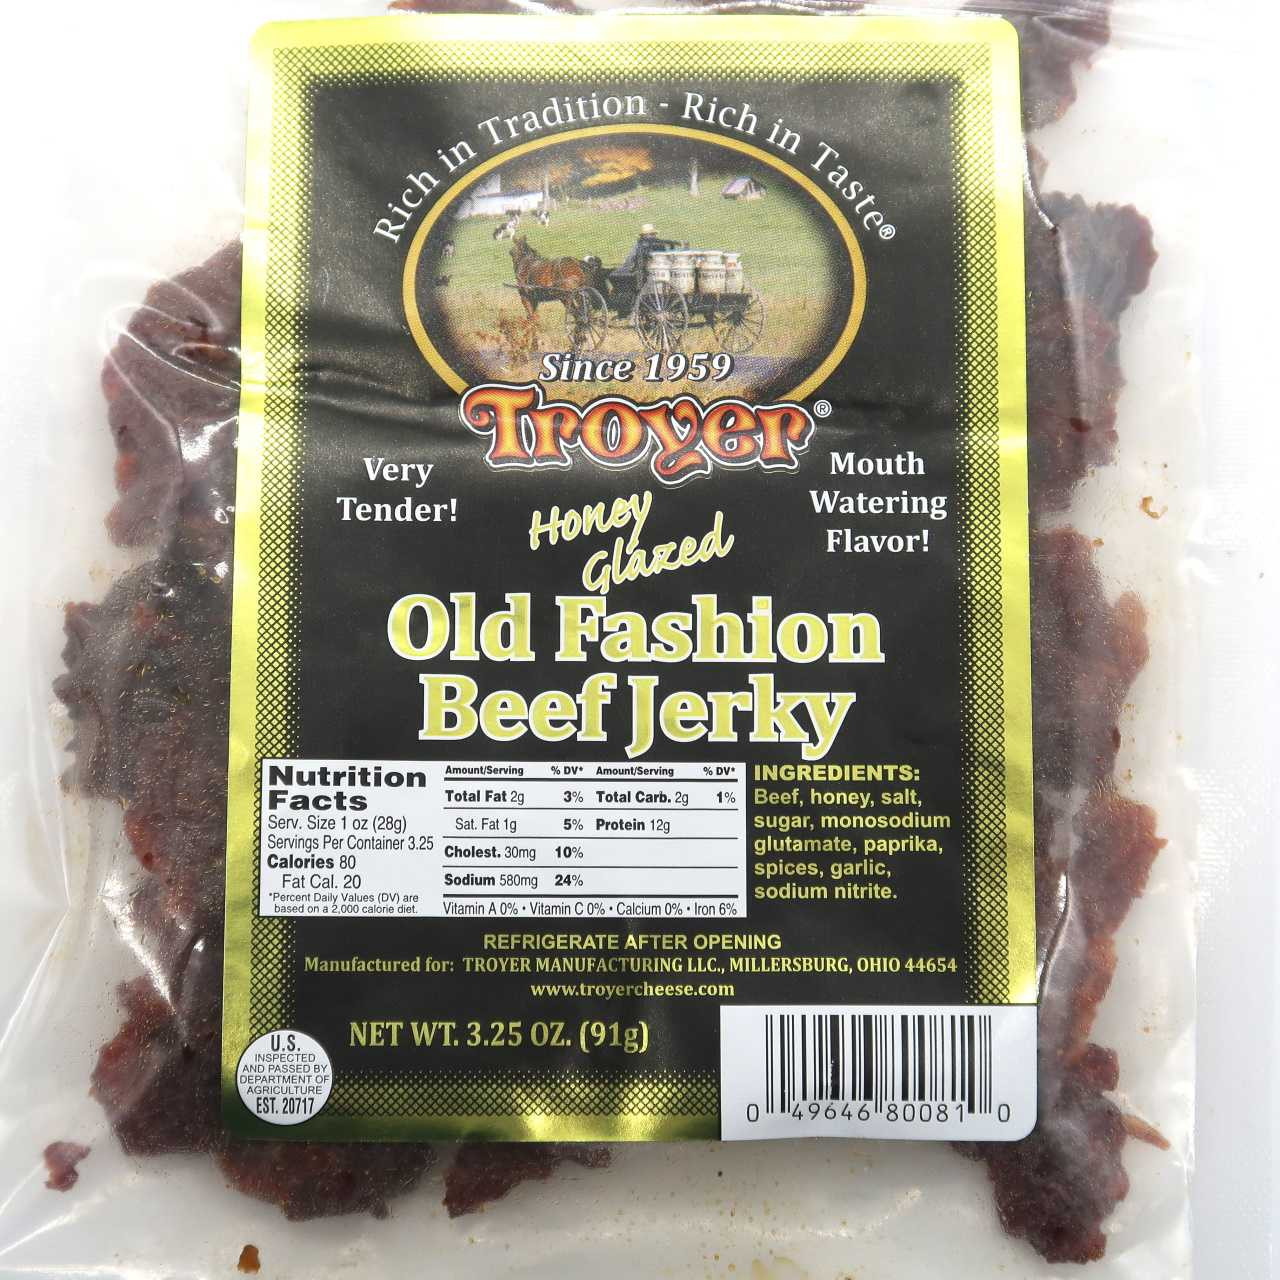 Rich in Tradition - Rich in Taste®
Since 1959
Troyer®
Very
Tender!
Mouth
Watering
Flavor!
Honey
Glazed
Old Fashion
Beef Jerky
Nutrition
Facts
Serv. Size 1 oz (28g)
Servings Per Container 3.25
Calories 80
Fat Cal. 20
*Percent Daily Values (DV) are
based on a 2,000 calorie diet.
Amount/Serving % DV* Amount/Serving % DV*
Total Fat 2g 3% Total Carb. 2g 1%
Sat. Fat 1g 5% Protein 12g
Cholest. 30mg 10%
Sodium 580mg 24%
Vitamin A 0% • Vitamin C 0% • Calcium 0% • Iron 6%
INGREDIENTS:
Beef, honey, salt,
sugar, monosodium
glutamate, paprika,
spices, garlic,
sodium nitrite.
REFRIGERATE AFTER OPENING
Manufactured for: TROYER MANUFACTURING LLC., MILLERSBURG, OHIO 44654
www.troyercheese.com
NET WT. 3.25 OZ. (91g)
U.S.
INSPECTED
AND PASSED BY
DEPARTMENT OF
AGRICULTURE
EST. 20717
0 49646 80081 0